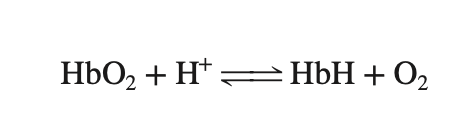 HbO₂ + H⁺ ⇌ HbH + O₂